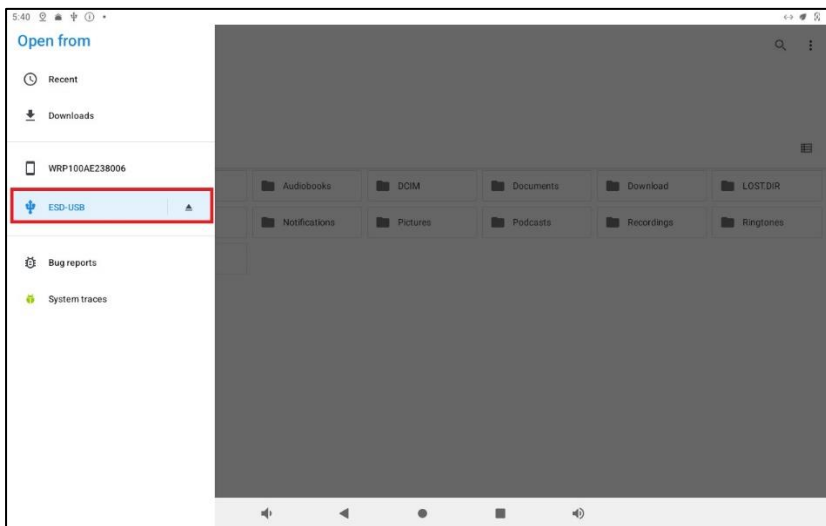 5:40
Open from
Recent
Downloads
WRP100AE238006
ESD-USB
Bug reports
System traces
Audiobooks
DCIM
Documents
Download
LOST.DIR
Notifications
Pictures
Podcasts
Recordings
Ringtones